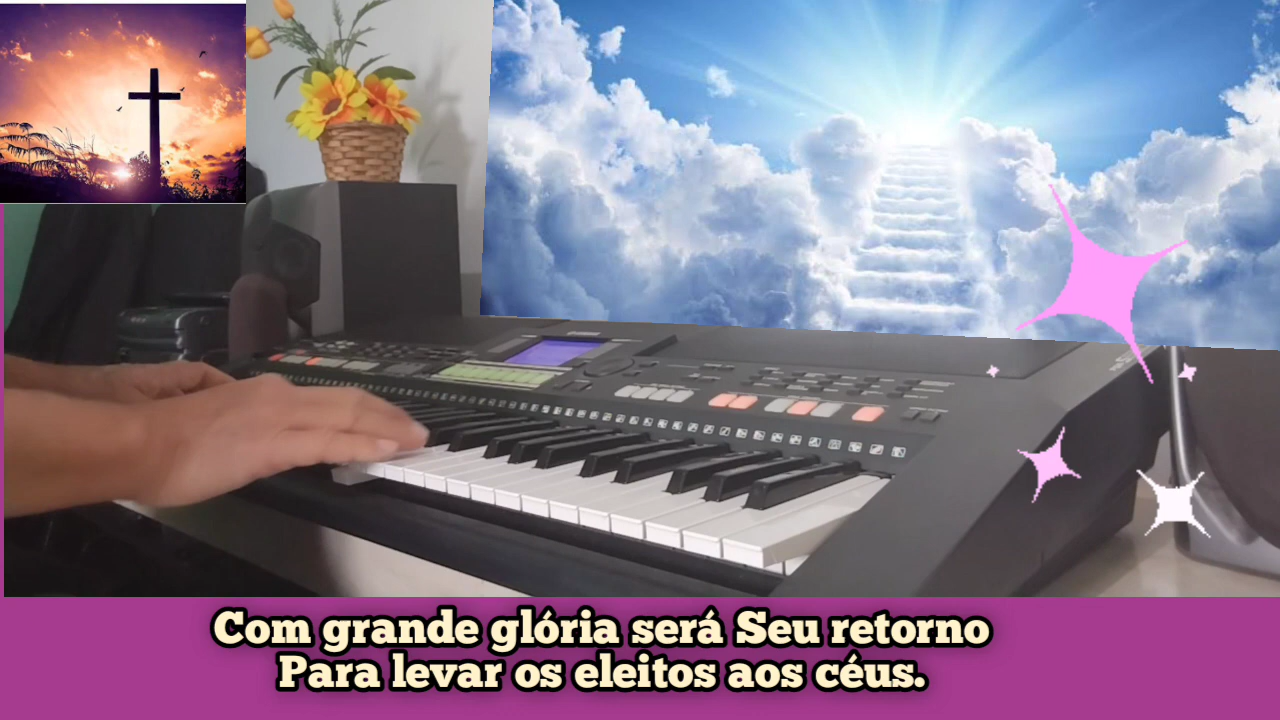 Com grande glória será Seu retorno
Para levar os eleitos aos céus.